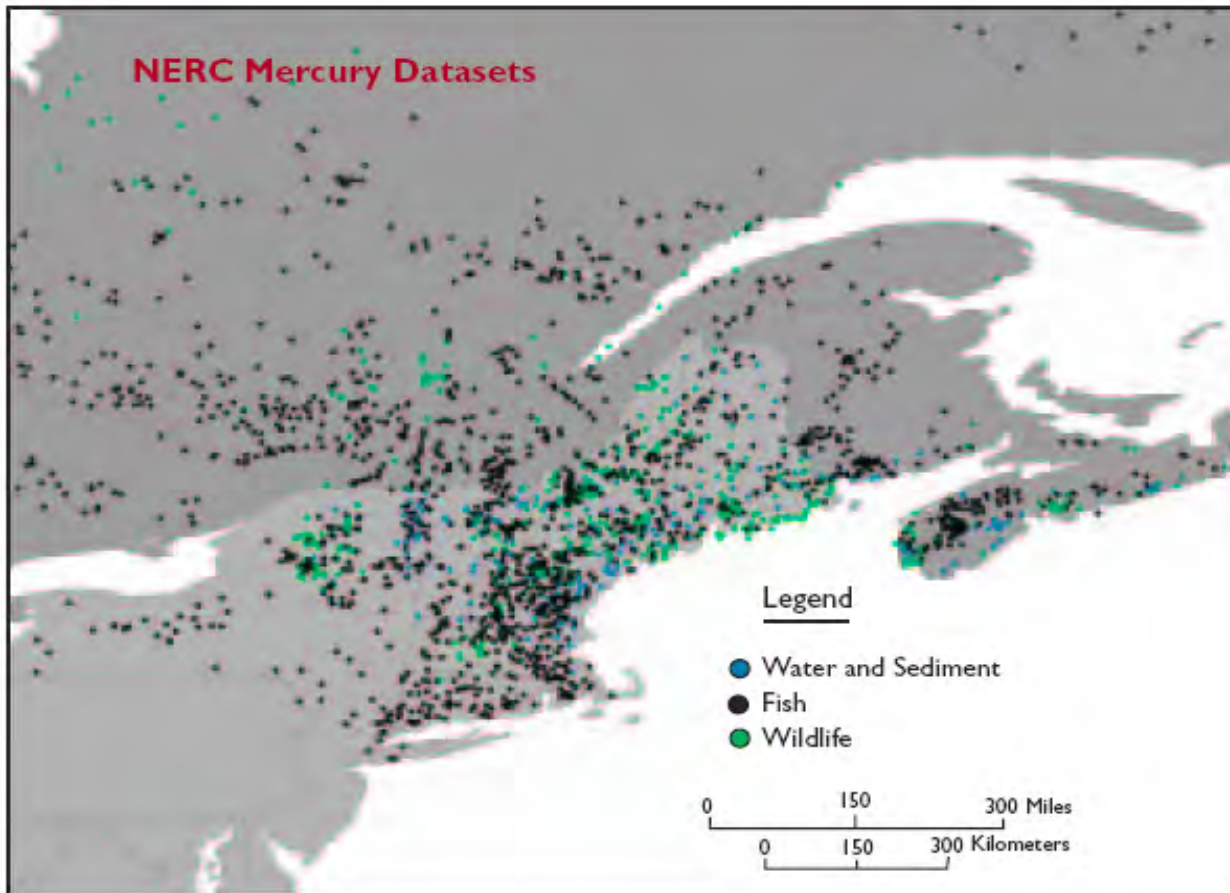 NERC Mercury Datasets
Legend
Water and Sediment
Fish
Wildlife
0 150 300 Miles
0 150 300 Kilometers